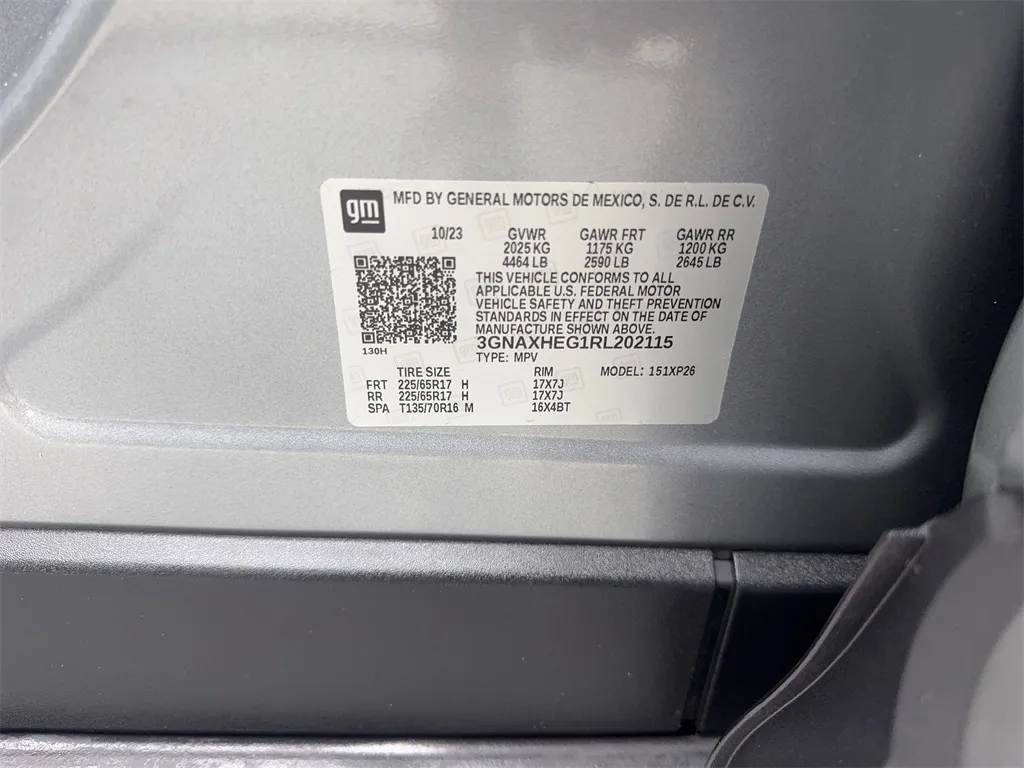 gm MFD BY GENERAL MOTORS DE MEXICO, S. DE R.L. DE C.V.
10/23 GVWR GAWR FRT GAWR RR
2025 KG 1175 KG 1200 KG
4464 LB 2590 LB 2645 LB
THIS VEHICLE CONFORMS TO ALL
APPLICABLE U.S. FEDERAL MOTOR
VEHICLE SAFETY AND THEFT PREVENTION
STANDARDS IN EFFECT ON THE DATE OF
MANUFACTURE SHOWN ABOVE.
130H
3GNAXHEG1RL202115
TYPE: MPV
TIRE SIZE RIM MODEL: 151XP26
FRT 225/65R17 H 17X7J
RR 225/65R17 H 17X7J
SPA T135/70R16 M 16X4BT